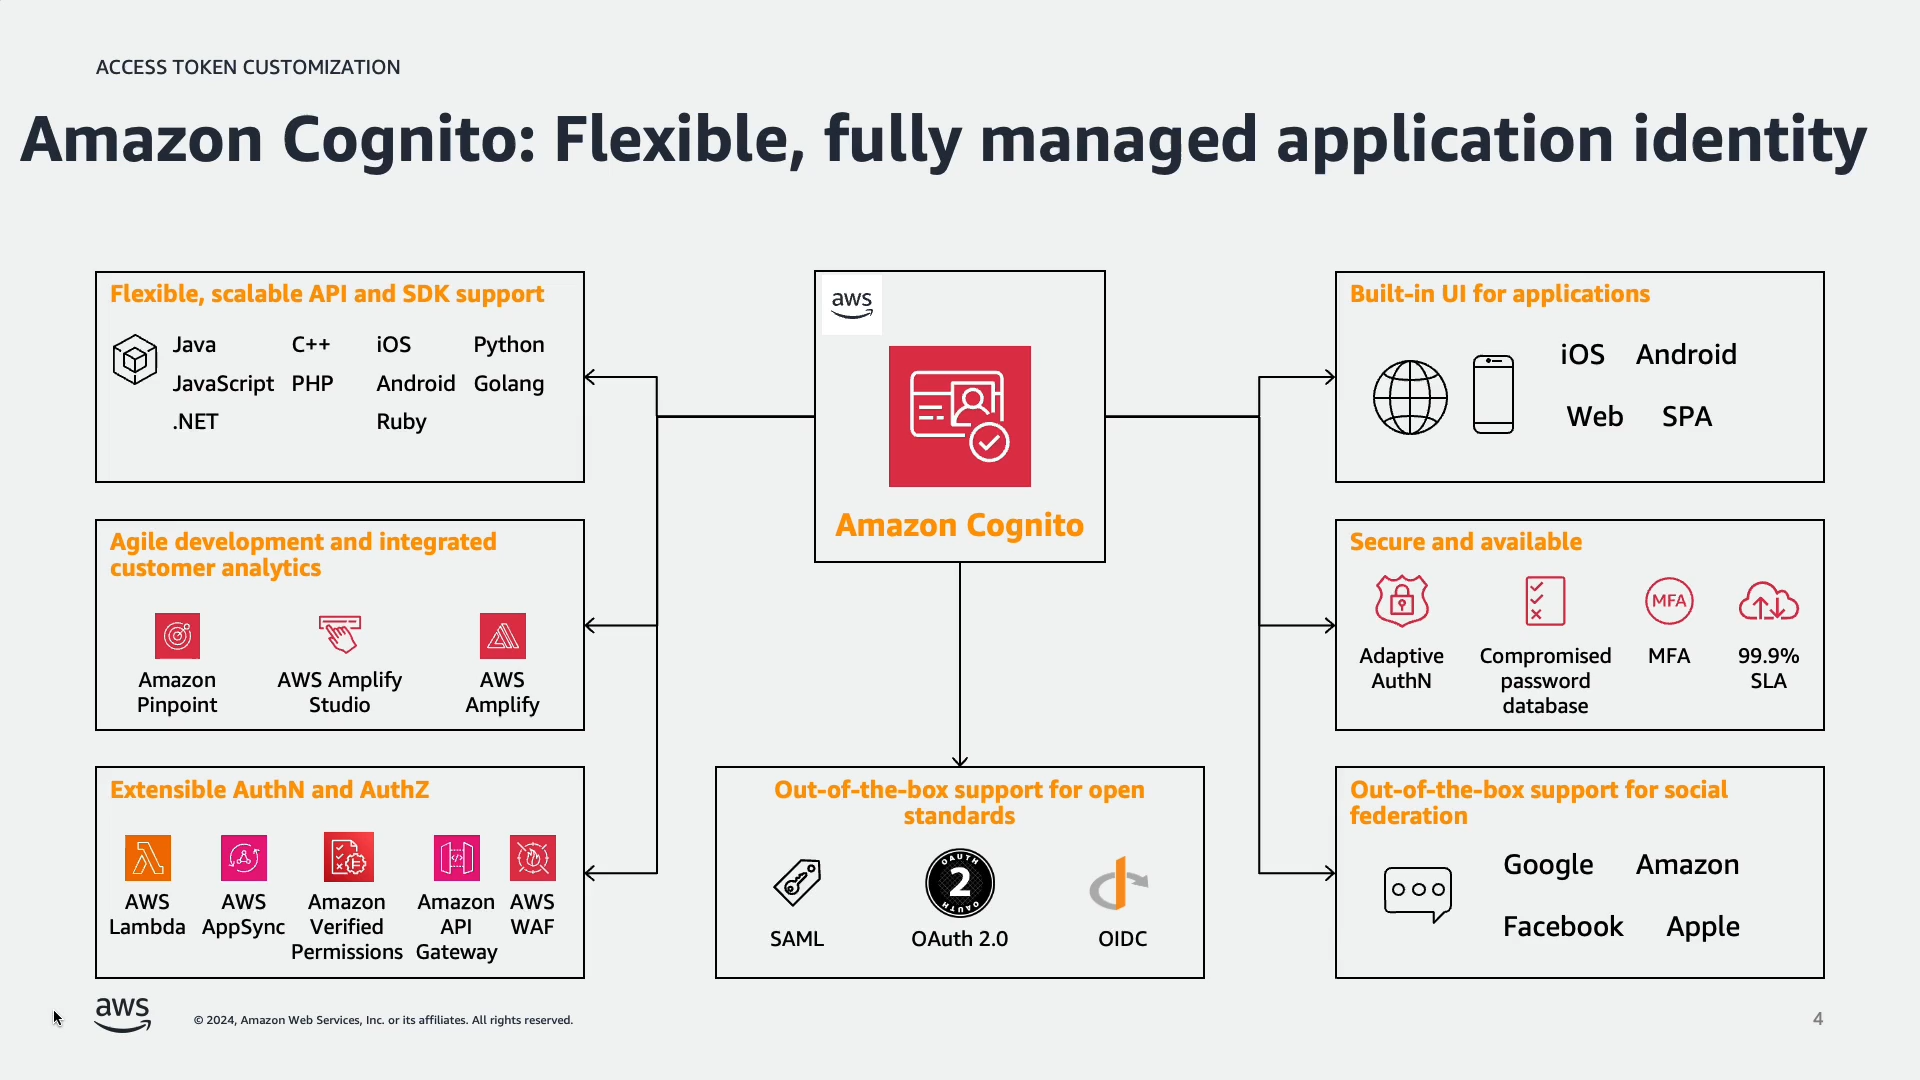 ACCESS TOKEN CUSTOMIZATION
Amazon Cognito: Flexible, fully managed application identity
Flexible, scalable API and SDK support
Java C++ iOS Python
JavaScript PHP Android Golang
.NET Ruby
Agile development and integrated
customer analytics
Amazon
Pinpoint
AWS Amplify
Studio
AWS
Amplify
Extensible AuthN and AuthZ
AWS
Lambda
AWS
AppSync
Amazon
Verified
Permissions
Amazon
API
Gateway
AWS
WAF
aws
Amazon Cognito
Out-of-the-box support for open
standards
SAML
OAUTH
2
OAUTH
OAuth 2.0
OIDC
Built-in UI for applications
iOS Android
Web SPA
Secure and available
Adaptive
AuthN
Compromised
password
database
MFA
MFA
99.9%
SLA
Out-of-the-box support for social
federation
Google Amazon
Facebook Apple
aws
© 2024, Amazon Web Services, Inc. or its affiliates. All rights reserved.
4